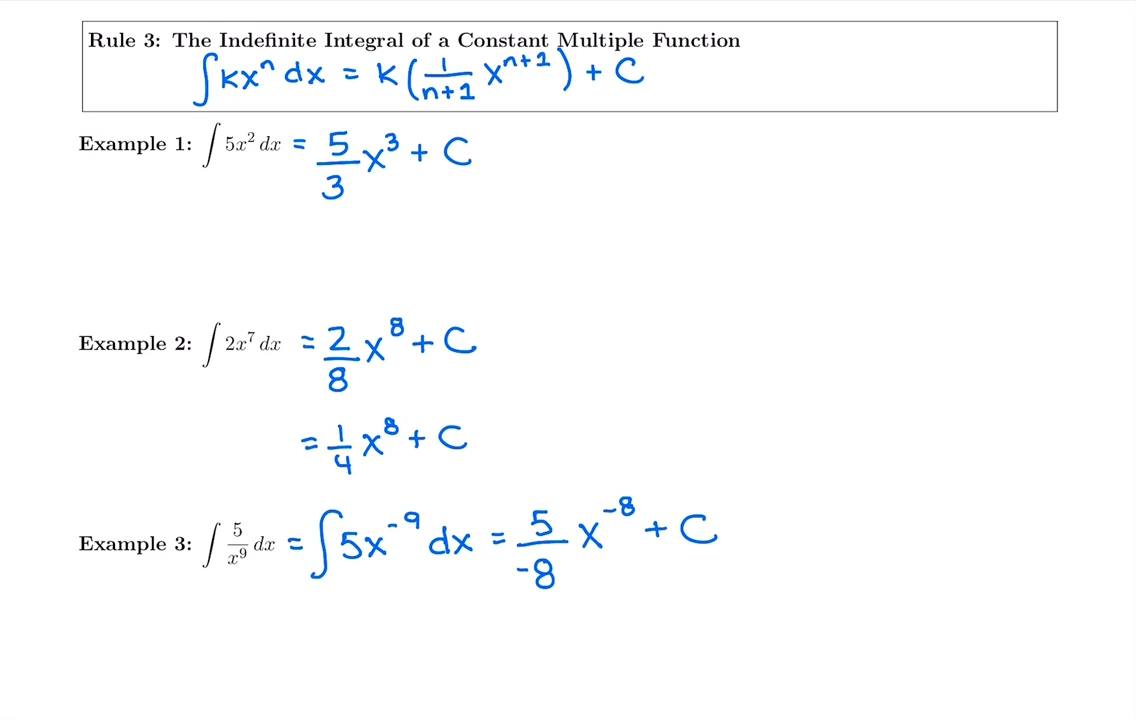 Rule 3: The Indefinite Integral of a Constant Multiple Function
∫kxⁿ dx = k(1/(n+1) xⁿ⁺¹) + C
Example 1: ∫ 5x² dx = 5/3 x³ + C
Example 2: ∫ 2x⁷ dx = 2/8 x⁸ + C
= 1/4 x⁸ + C
Example 3: ∫ 5/x⁹ dx = ∫5x⁻⁹ dx = 5/-8 x⁻⁸ + C